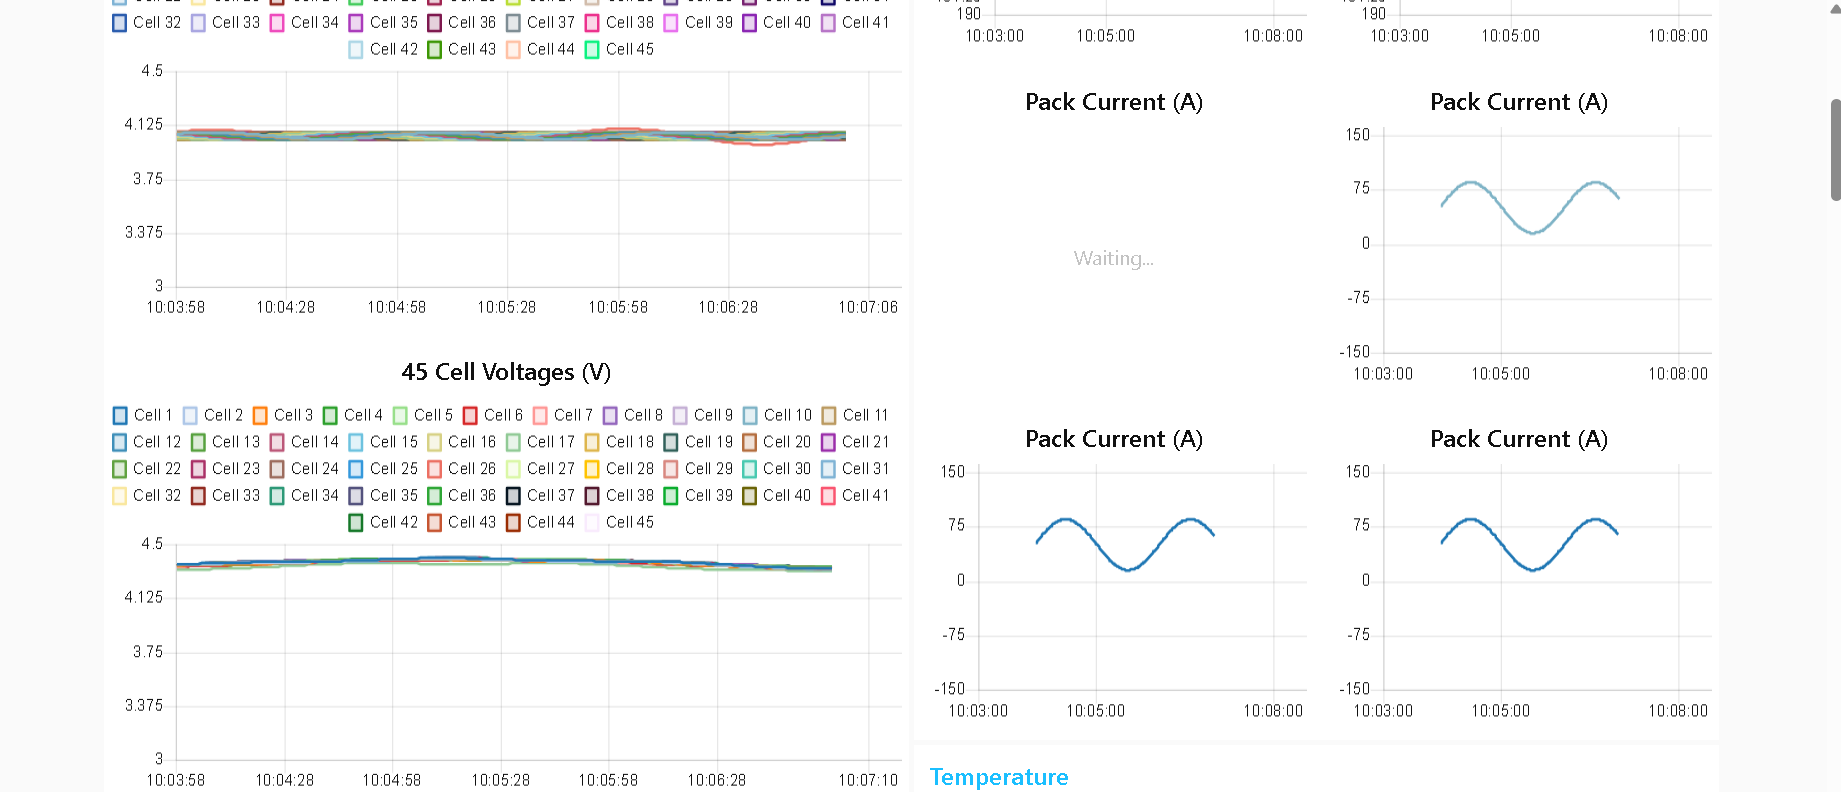 Cell 32 Cell 33 Cell 34 Cell 35 Cell 36 Cell 37 Cell 38 Cell 39 Cell 40 Cell 41
Cell 42 Cell 43 Cell 44 Cell 45
4.5
4.125
3.75
3.375
3
10:03:58 10:04:28 10:04:58 10:05:28 10:05:58 10:06:28 10:07:06
45 Cell Voltages (V)
Cell 1 Cell 2 Cell 3 Cell 4 Cell 5 Cell 6 Cell 7 Cell 8 Cell 9 Cell 10 Cell 11
Cell 12 Cell 13 Cell 14 Cell 15 Cell 16 Cell 17 Cell 18 Cell 19 Cell 20 Cell 21
Cell 22 Cell 23 Cell 24 Cell 25 Cell 26 Cell 27 Cell 28 Cell 29 Cell 30 Cell 31
Cell 32 Cell 33 Cell 34 Cell 35 Cell 36 Cell 37 Cell 38 Cell 39 Cell 40 Cell 41
Cell 42 Cell 43 Cell 44 Cell 45
4.5
4.125
3.75
3.375
3
10:03:58 10:04:28 10:04:58 10:05:28 10:05:58 10:06:28 10:07:10
190
10:03:00 10:05:00 10:08:00
190
10:03:00 10:05:00 10:08:00
Pack Current (A)
Waiting...
Pack Current (A)
150
75
0
-75
-150
10:03:00 10:05:00 10:08:00
Pack Current (A)
150
75
0
-75
-150
10:03:00 10:05:00 10:08:00
Pack Current (A)
150
75
0
-75
-150
10:03:00 10:05:00 10:08:00
Temperature